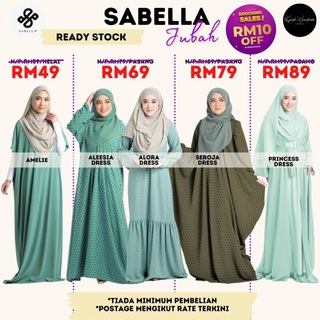 SABELLA
SABELLA
Jubah
READY STOCK
SHOCKING
SALES!
RM10
OFF
RM49
RM69
RM79
RM89
AMELIE
ALEESIA
DRESS
ALORA
DRESS
SEROJA
DRESS
PRINCESS
DRESS
*TIADA MINIMUM PEMBELIAN
*POSTAGE MENGIKUT RATE TERKINI